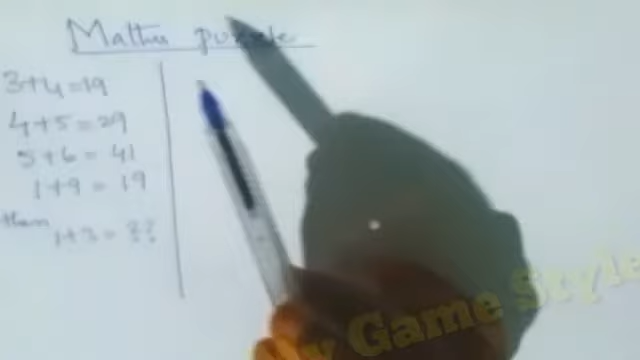 Maths puzzle
3+4=19
4+5=29
5+6=41
1+9=19
then
1+3=??
My Game Style